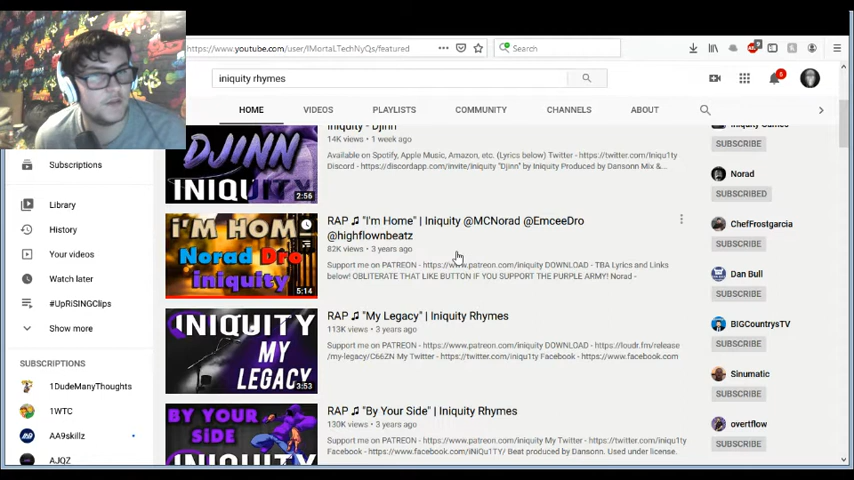 https://www.youtube.com/user/IMortaLTechNyQs/featured
Search
iniquity rhymes
8
HOME VIDEOS PLAYLISTS COMMUNITY CHANNELS ABOUT
Subscriptions
Library
History
Your videos
Watch later
#UpRiSINGClips
Show more
SUBSCRIPTIONS
1DudeManyThoughts
1WTC
AA9skillz
AJQZ
DJINN
INIQUITY
2:56
Iniquity - Djinn
14K views • 1 week ago
Available on Spotify, Apple Music, Amazon, etc. (Lyrics below) Twitter - https://twitter.com/Iniqu1ty
Discord - https://discordapp.com/invite/iniquity "Djinn" by Iniquity Produced by Dansonn Mix &...
i'M HOM
Norad Dro
iniquity
5:14
RAP ♫ "I'm Home" | Iniquity @MCNorad @EmceeDro
@highflownbeatz
82K views • 3 years ago
Support me on PATREON - https://www.patreon.com/iniquity DOWNLOAD - TBA Lyrics and Links
below! OBLITERATE THAT LIKE BUTTON IF YOU SUPPORT THE PURPLE ARMY! Norad -
INIQUITY
MY
LEGACY
3:53
RAP ♫ "My Legacy" | Iniquity Rhymes
113K views • 3 years ago
Support me on PATREON - https://www.patreon.com/iniquity DOWNLOAD - https://loudr.fm/release
/my-legacy/C66ZN My Twitter - https://twitter.com/iniqu1ty Facebook - https://www.facebook.com
BY YOUR SiDE
INIQUITY
RAP ♫ "By Your Side" | Iniquity Rhymes
130K views • 3 years ago
Support me on PATREON - https://www.patreon.com/iniquity My Twitter - https://twitter.com/iniqu1ty
Facebook - https://www.facebook.com/INiQu1TY/ Beat produced by Dansonn. Used under license.
Iniquity Games
SUBSCRIBE
Norad
SUBSCRIBED
ChefFrostgarcia
SUBSCRIBE
Dan Bull
SUBSCRIBE
BIGCountrysTV
SUBSCRIBE
Sinumatic
SUBSCRIBE
overtflow
SUBSCRIBE